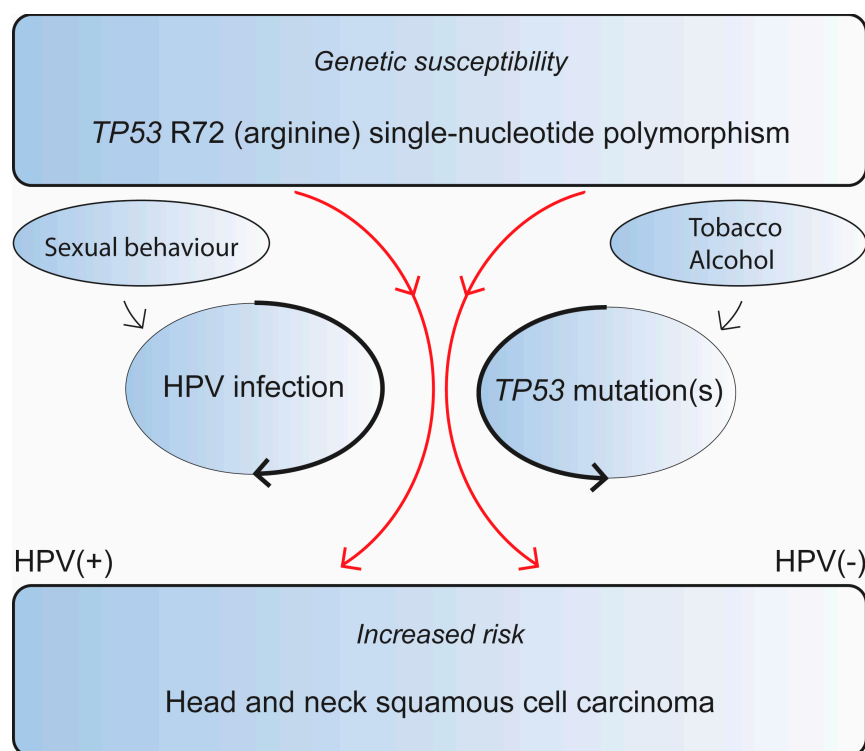 Genetic susceptibility
TP53 R72 (arginine) single-nucleotide polymorphism
Sexual behaviour
Tobacco
Alcohol
HPV infection
TP53 mutation(s)
HPV(+)
HPV(-)
Increased risk
Head and neck squamous cell carcinoma